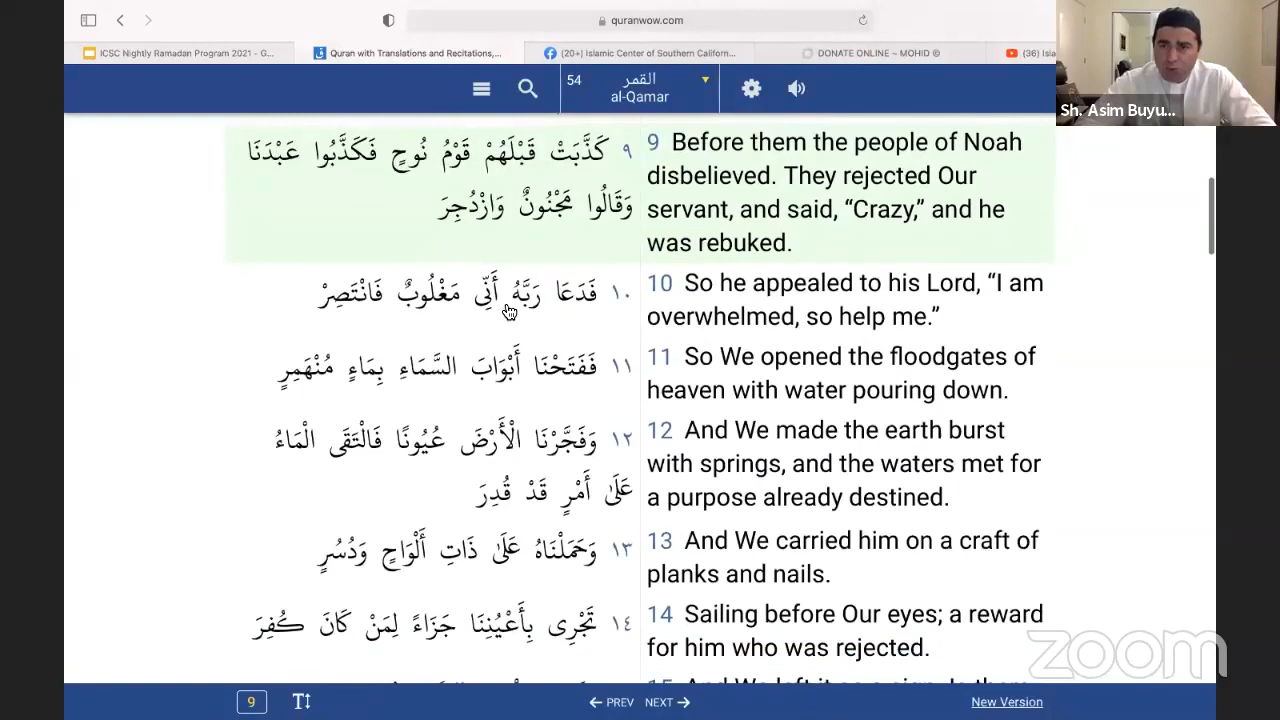 quranwow.com
ICSC Nightly Ramadan Program 2021 - G...
Quran with Translations and Recitations,...
(20+) Islamic Center of Southern Californ...
DONATE ONLINE ~ MOHID ®
(36) Isla
54
القمر
al-Qamar
Sh. Asim Buyu...
٩ كَذَّبَتْ قَبْلَهُمْ قَوْمُ نُوحٍ فَكَذَّبُوا عَبْدَنَا
وَقَالُوا مَجْنُونٌ وَازْدُجِرَ
9 Before them the people of Noah
disbelieved. They rejected Our
servant, and said, “Crazy,” and he
was rebuked.
١٠ فَدَعَا رَبَّهُ أَنِّى مَغْلُوبٌ فَانْتَصِرْ
10 So he appealed to his Lord, “I am
overwhelmed, so help me.”
١١ فَفَتَحْنَا أَبْوَابَ السَّمَاءِ بِمَاءٍ مُنْهَمِرٍ
11 So We opened the floodgates of
heaven with water pouring down.
١٢ وَفَجَّرْنَا الْأَرْضَ عُيُونًا فَالْتَقَى الْمَاءُ
عَلَىٰ أَمْرٍ قَدْ قُدِرَ
12 And We made the earth burst
with springs, and the waters met for
a purpose already destined.
١٣ وَحَمَلْنَاهُ عَلَىٰ ذَاتِ أَلْوَاحٍ وَدُسُرٍ
13 And We carried him on a craft of
planks and nails.
١٤ تَجْرِى بِأَعْيُنِنَا جَزَاءً لِمَنْ كَانَ كُفِرَ
14 Sailing before Our eyes; a reward
for him who was rejected.
zoom
9
PREV NEXT
New Version